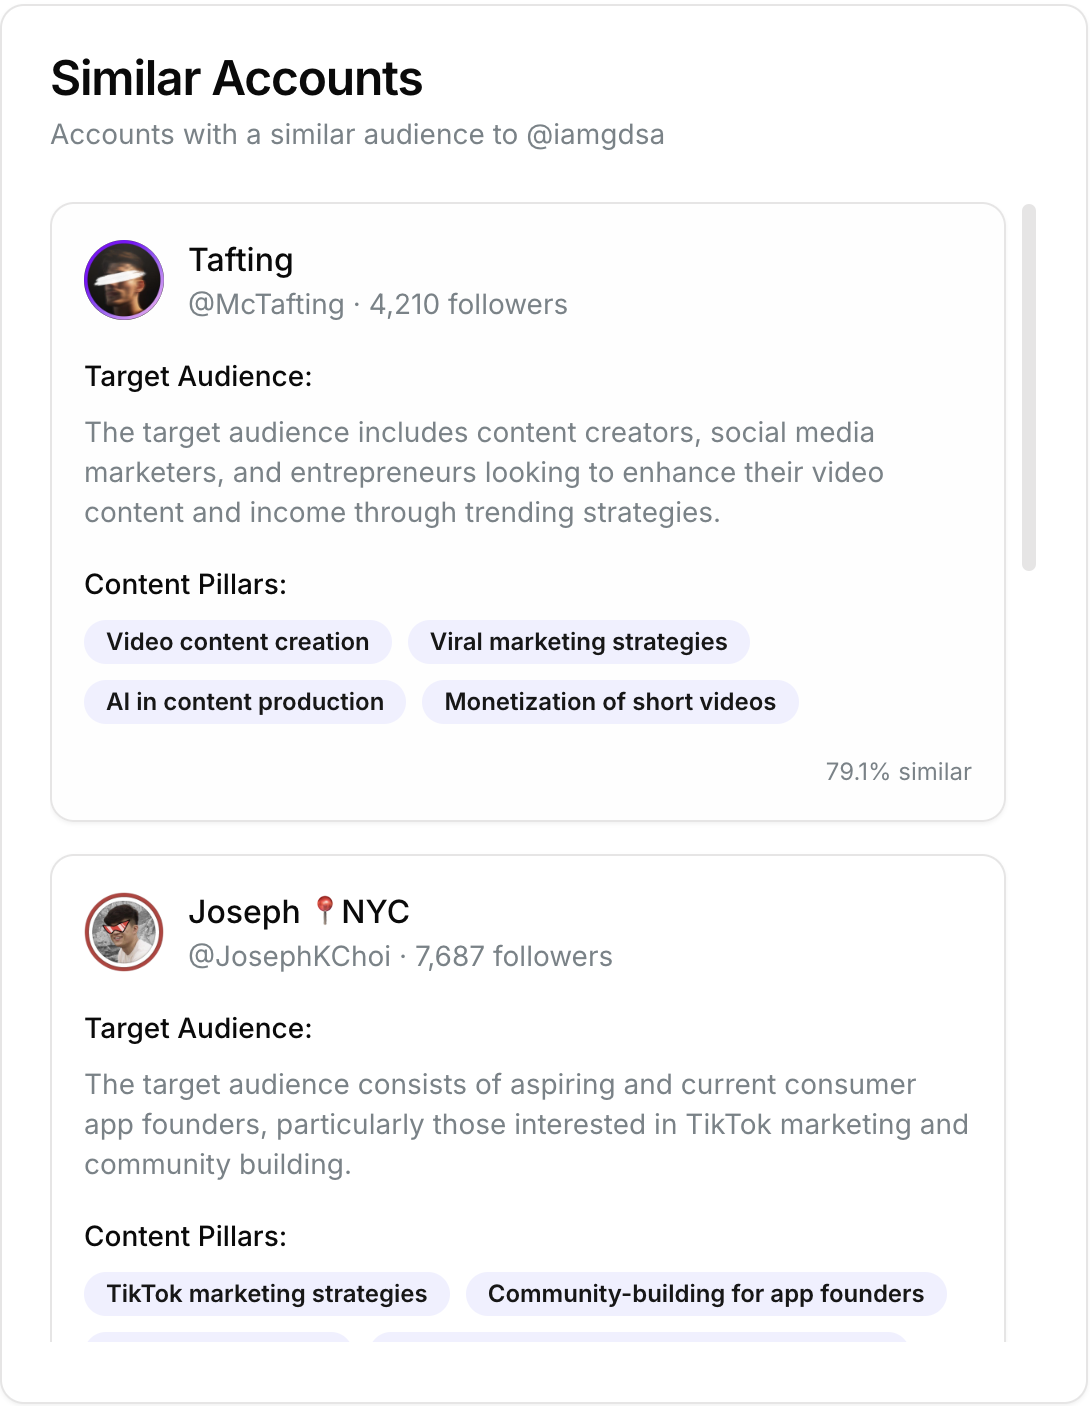 Similar Accounts
Accounts with a similar audience to @iamgdsa
Tafting
@McTafting · 4,210 followers
Target Audience:
The target audience includes content creators, social media
marketers, and entrepreneurs looking to enhance their video
content and income through trending strategies.
Content Pillars:
Video content creation
Viral marketing strategies
AI in content production
Monetization of short videos
79.1% similar
Joseph 📍NYC
@JosephKChoi · 7,687 followers
Target Audience:
The target audience consists of aspiring and current consumer
app founders, particularly those interested in TikTok marketing and
community building.
Content Pillars:
TikTok marketing strategies
Community-building for app founders